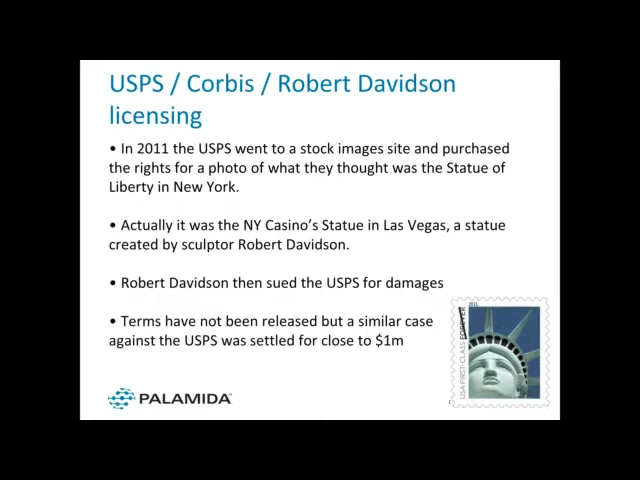 USPS / Corbis / Robert Davidson
licensing
• In 2011 the USPS went to a stock images site and purchased
the rights for a photo of what they thought was the Statue of
Liberty in New York.
• Actually it was the NY Casino's Statue in Las Vegas, a statue
created by sculptor Robert Davidson.
• Robert Davidson then sued the USPS for damages
• Terms have not been released but a similar case
against the USPS was settled for close to $1m
2011
USA FIRST-CLASS FOREVER
PALAMIDA